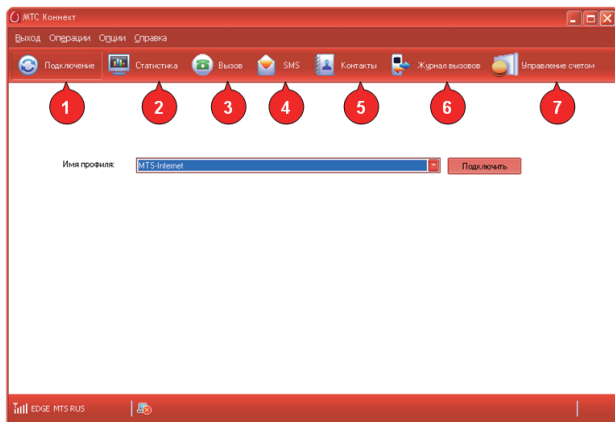 МТС Коннект
Выход Операции Опции Справка
Подключение Статистика Вызов SMS Контакты Журнал вызовов Управление счетом
1 2 3 4 5 6 7
Имя профиля: MTS-Internet Подключить
EDGE MTS RUS